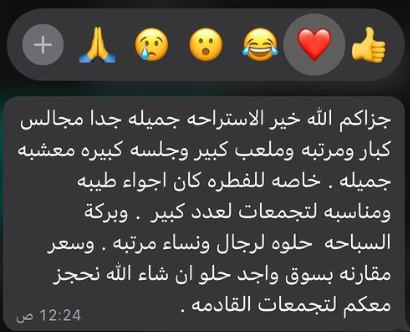 جزاكم الله خير الاستراحه جميله جدا مجالس
كبار ومرتبه وملعب كبير وجلسه كبيره معشبه
جميله . خاصه للفطره كان اجواء طيبه
ومناسبه لتجمعات لعدد كبير . وبركة
السباحه حلوه لرجال ونساء مرتبه . وسعر
مقارنه بسوق واجد حلو ان شاء الله نحجز
معكم لتجمعات القادمه .
12:24 ص